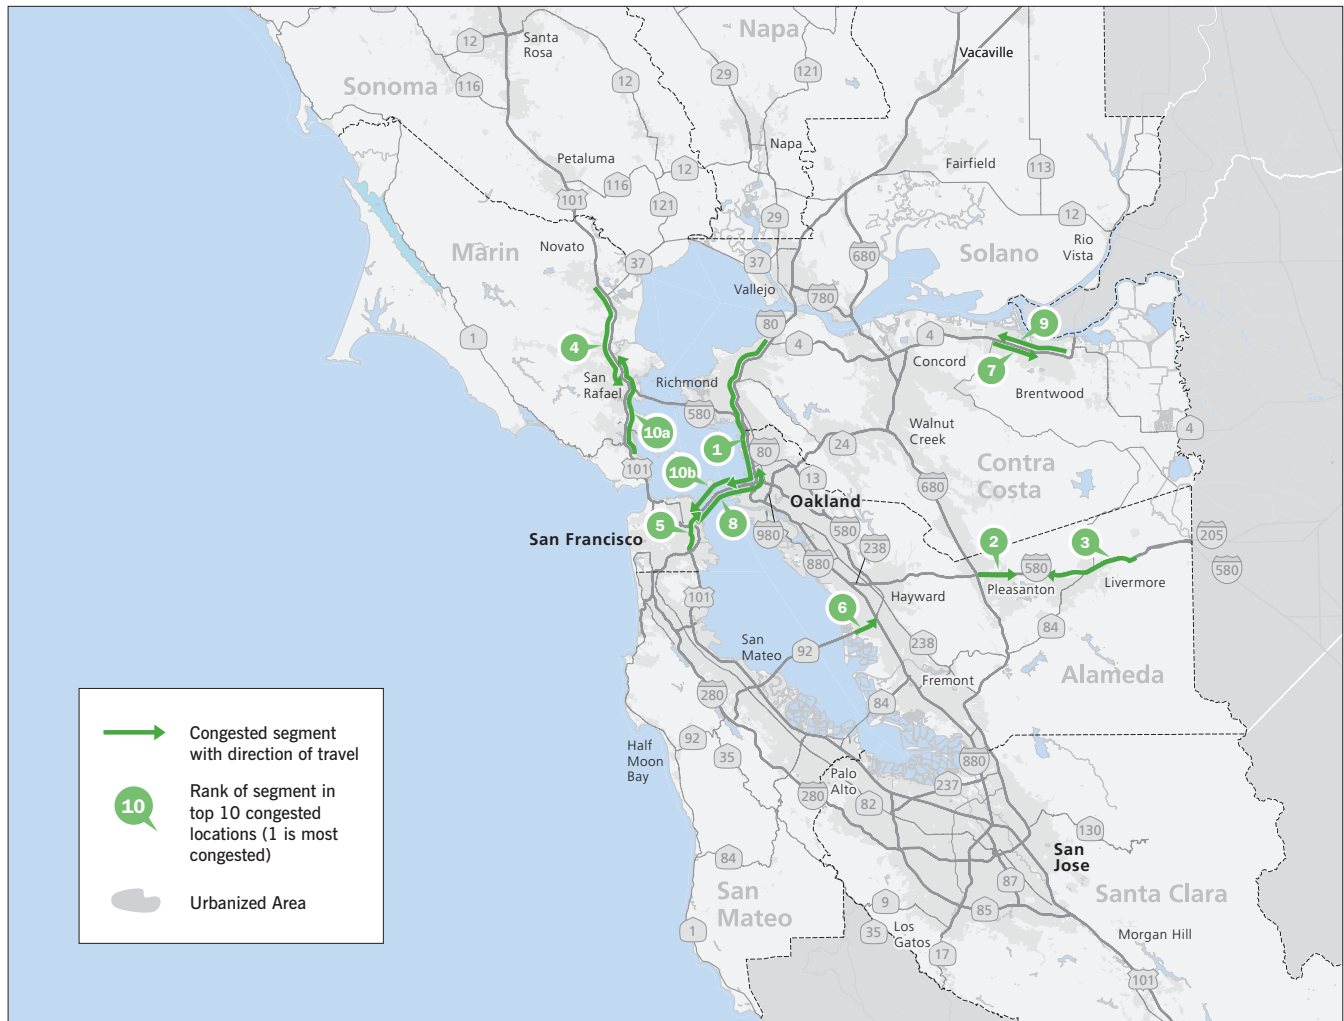 Napa
Santa
Rosa
12
Vacaville
29
121
12
116
Sonoma
Napa
Petaluma
Fairfield
113
12
116
101
121
29
12
Rio
Vista
Novato
Marin
Solano
37
37
680
Vallejo
780
80
9
1
4
4
4
Concord
7
San
Rafael
Richmond
Brentwood
580
10a
Walnut
Creek
4
1
24
80
Contra
Costa
101
10b
13
680
Oakland
5
8
San Francisco
980
580
238
2
3
205
880
580
580
Pleasanton
Livermore
101
Hayward
6
84
San
Mateo
92
238
Alameda
Fremont
280
84
92
35
Half
Moon
Bay
880
Palo
Alto
237
280
82
130
San
Jose
84
87
San
Mateo
Santa Clara
9
85
1
35
Los
Gatos
Morgan Hill
17
101
Congested segment
with direction of travel
10
Rank of segment in
top 10 congested
locations (1 is most
congested)
Urbanized Area